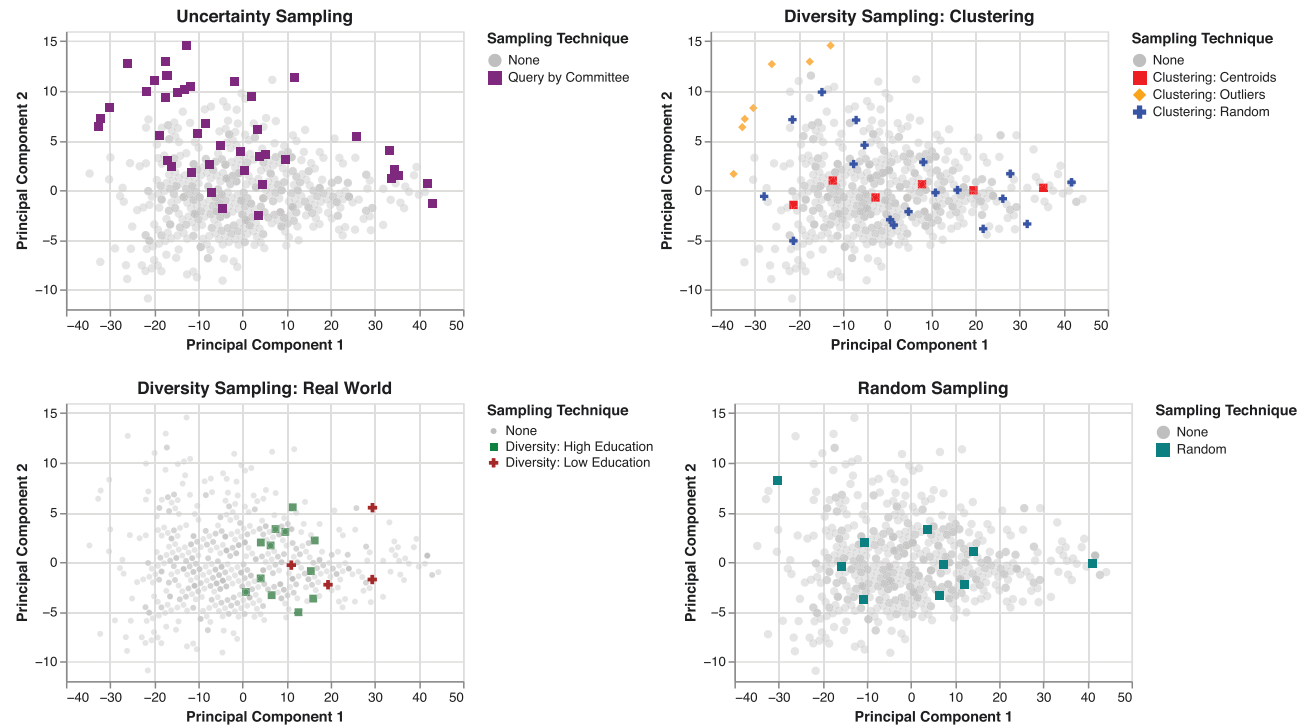 Uncertainty Sampling
15
10
5
0
−5
−10
−40 −30 −20 −10 0 10 20 30 40 50
Principal Component 1
Principal Component 2
Sampling Technique
None
Query by Committee
Diversity Sampling: Clustering
15
10
5
0
−5
−10
−40 −30 −20 −10 0 10 20 30 40 50
Principal Component 1
Principal Component 2
Sampling Technique
None
Clustering: Centroids
Clustering: Outliers
Clustering: Random
Diversity Sampling: Real World
15
10
5
0
−5
−10
−40 −30 −20 −10 0 10 20 30 40 50
Principal Component 1
Principal Component 2
Sampling Technique
None
Diversity: High Education
Diversity: Low Education
Random Sampling
15
10
5
0
−5
−10
−40 −30 −20 −10 0 10 20 30 40 50
Principal Component 1
Principal Component 2
Sampling Technique
None
Random